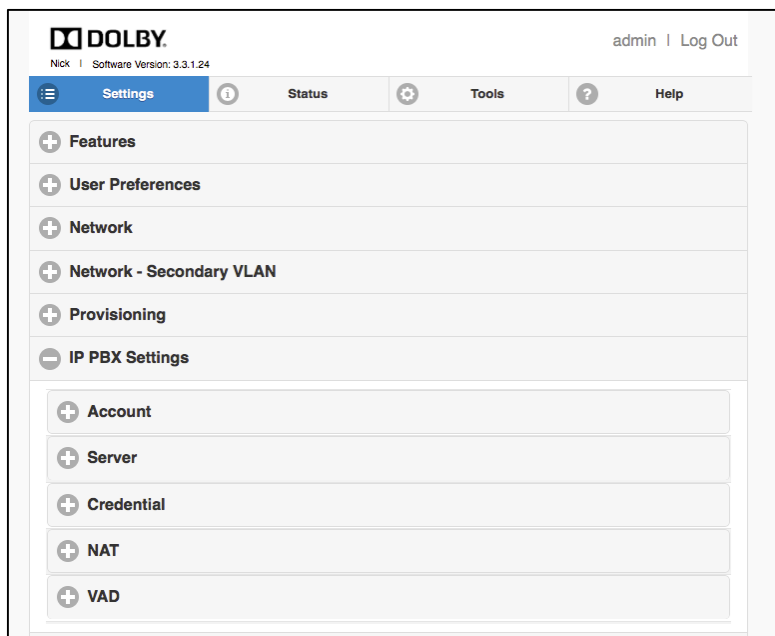 DOLBY.
admin | Log Out
Nick | Software Version: 3.3.1.24
Settings Status Tools Help
Features
User Preferences
Network
Network - Secondary VLAN
Provisioning
IP PBX Settings
Account
Server
Credential
NAT
VAD